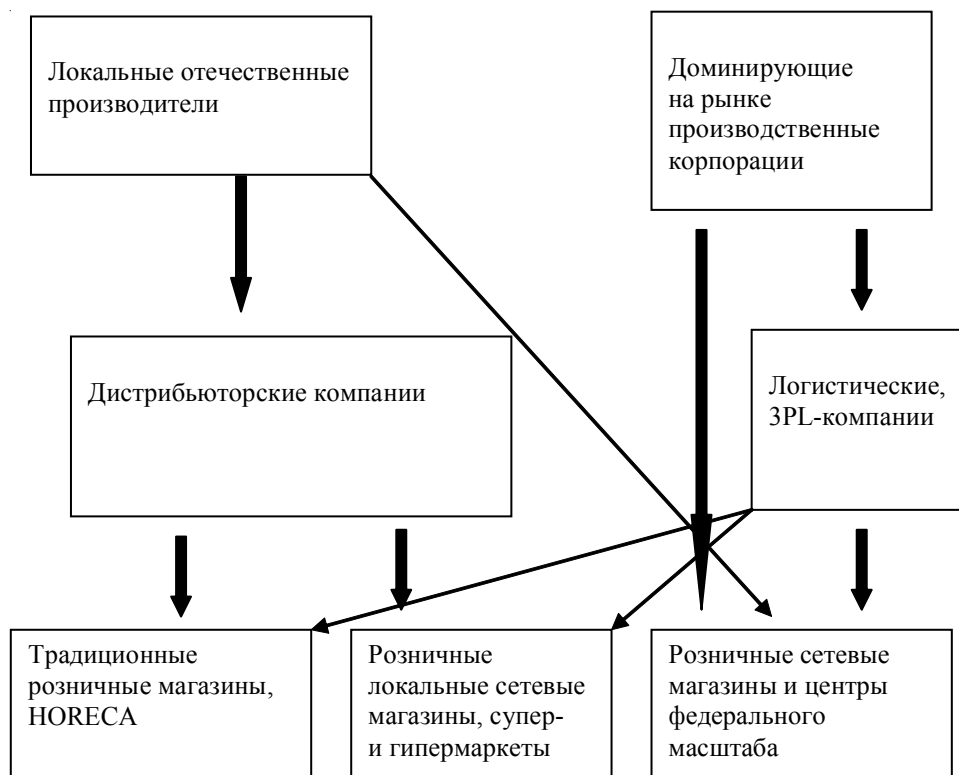 Локальные отечественные
производители
Доминирующие
на рынке
производственные
корпорации
Дистрибьюторские компании
Логистические,
3PL-компании
Традиционные
розничные магазины,
HORECA
Розничные
локальные сетевые
магазины, супер-
и гипермаркеты
Розничные сетевые
магазины и центры
федерального
масштаба